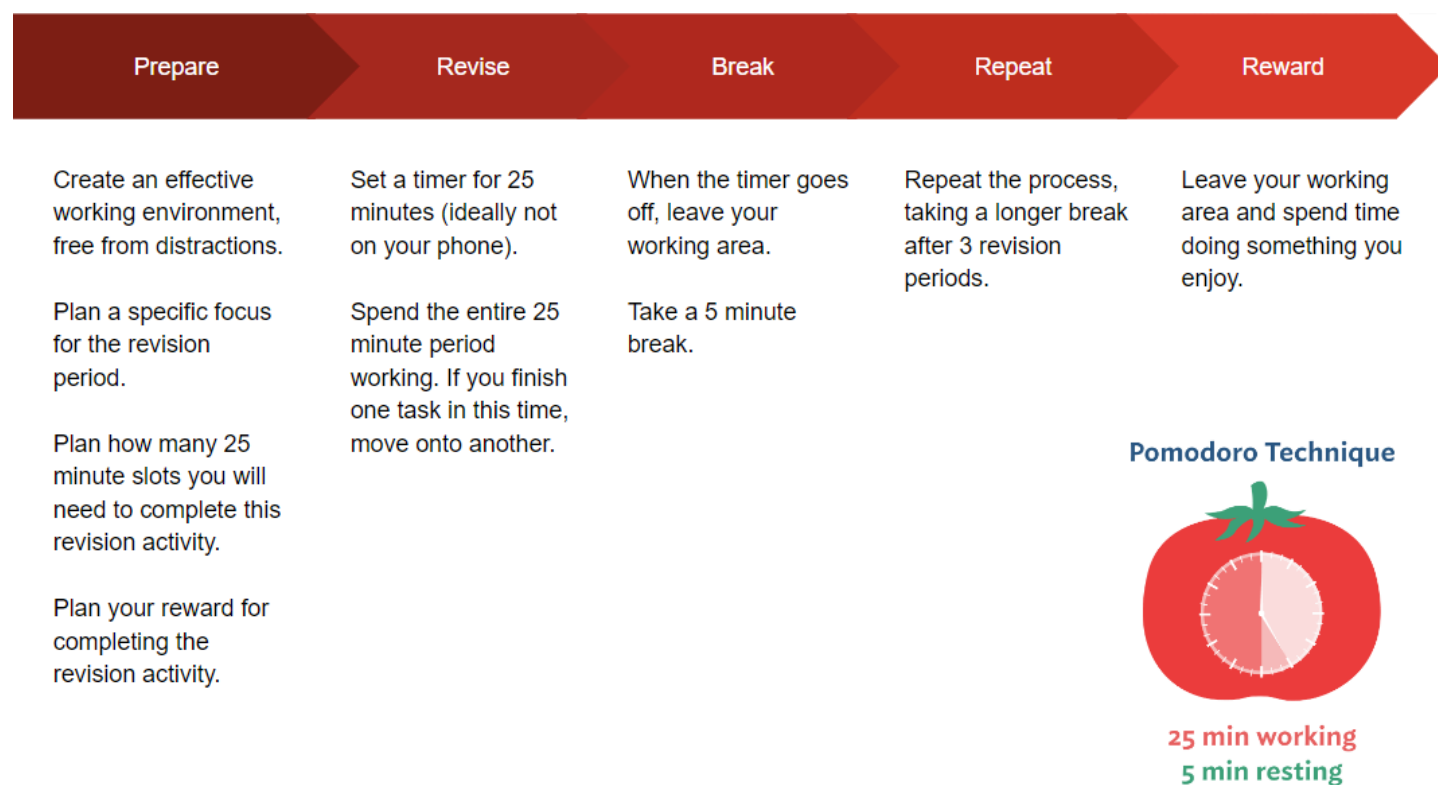 Prepare
Revise
Break
Repeat
Reward
Create an effective
working environment,
free from distractions.
Plan a specific focus
for the revision
period.
Plan how many 25
minute slots you will
need to complete this
revision activity.
Plan your reward for
completing the
revision activity.
Set a timer for 25
minutes (ideally not
on your phone).
Spend the entire 25
minute period
working. If you finish
one task in this time,
move onto another.
When the timer goes
off, leave your
working area.
Take a 5 minute
break.
Repeat the process,
taking a longer break
after 3 revision
periods.
Leave your working
area and spend time
doing something you
enjoy.
Pomodoro Technique
25 min working
5 min resting